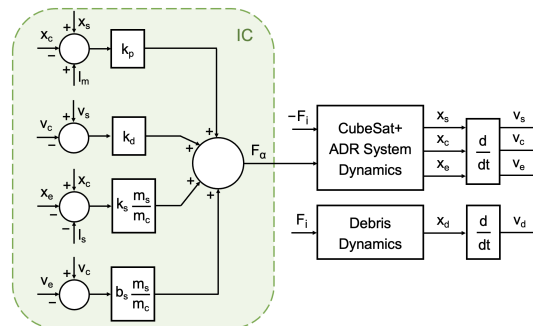 IC
x_s
x_c
+
−
+
l_m
k_p
v_s
v_c
+
−
k_d
x_c
x_e
+
−
−
l_s
k_s m_s/m_c
v_c
v_e
+
−
b_s m_s/m_c
+
+
+
+
F_α
−F_i
CubeSat+
ADR System
Dynamics
x_s
x_c
x_e
d/dt
v_s
v_c
v_e
F_i
Debris
Dynamics
x_d
d/dt
v_d